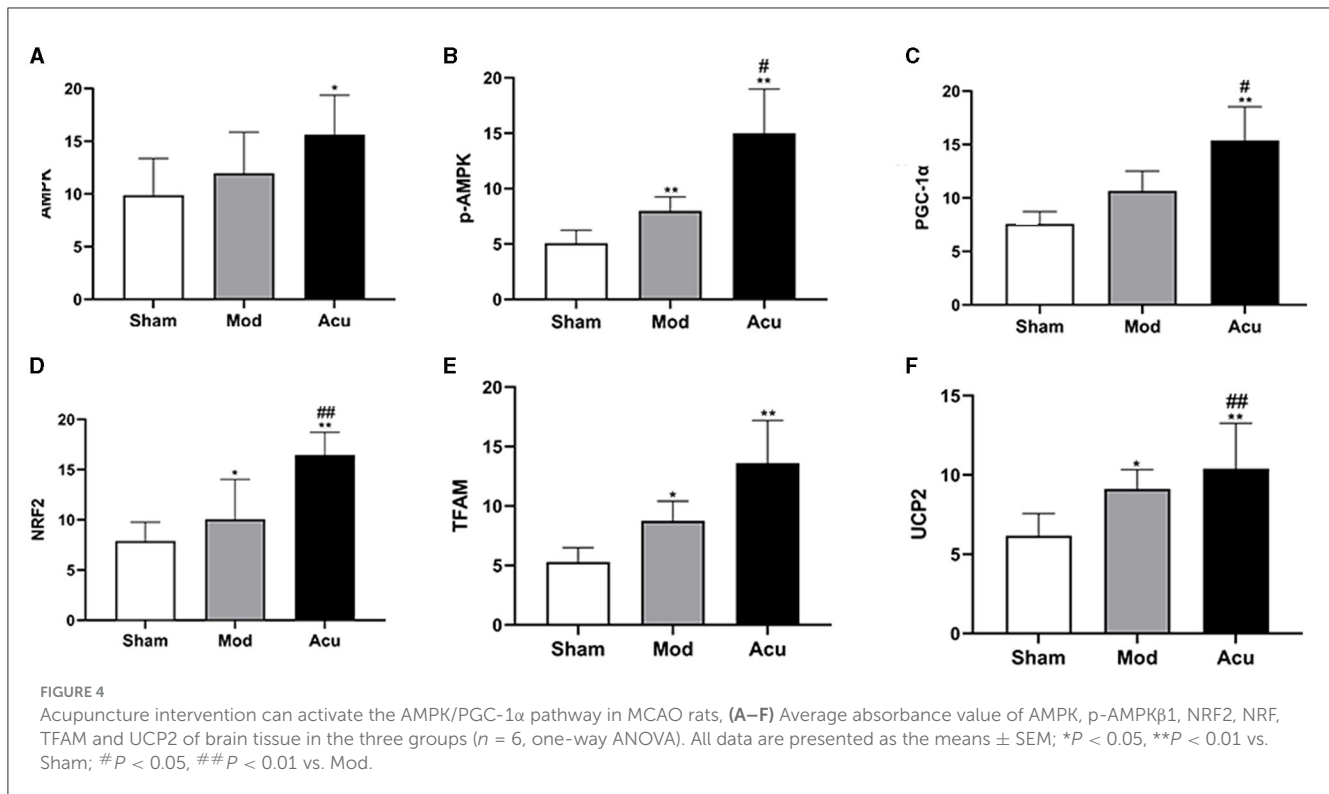 A
AMPK
20
15
10
5
0
*
Sham Mod Acu
B
p-AMPK
20
15
10
5
0
**
#
**
Sham Mod Acu
C
PGC-1α
20
15
10
5
0
#
**
Sham Mod Acu
D
NRF2
20
15
10
5
0
*
##
**
Sham Mod Acu
E
TFAM
20
15
10
5
0
*
**
Sham Mod Acu
F
UCP2
15
10
5
0
*
##
**
Sham Mod Acu
FIGURE 4
Acupuncture intervention can activate the AMPK/PGC-1α pathway in MCAO rats, (A–F) Average absorbance value of AMPK, p-AMPKβ1, NRF2, NRF,
TFAM and UCP2 of brain tissue in the three groups (n = 6, one-way ANOVA). All data are presented as the means ± SEM; *P < 0.05, **P < 0.01 vs.
Sham; #P < 0.05, ##P < 0.01 vs. Mod.